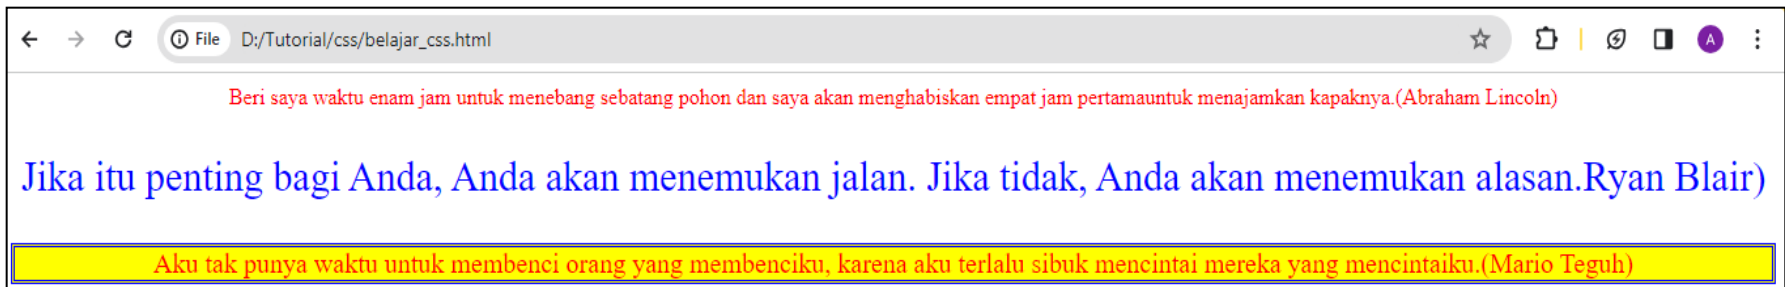 File D:/Tutorial/css/belajar_css.html A
Beri saya waktu enam jam untuk menebang sebatang pohon dan saya akan menghabiskan empat jam pertamauntuk menajamkan kapaknya.(Abraham Lincoln)
Jika itu penting bagi Anda, Anda akan menemukan jalan. Jika tidak, Anda akan menemukan alasan.Ryan Blair)
Aku tak punya waktu untuk membenci orang yang membenciku, karena aku terlalu sibuk mencintai mereka yang mencintaiku.(Mario Teguh)